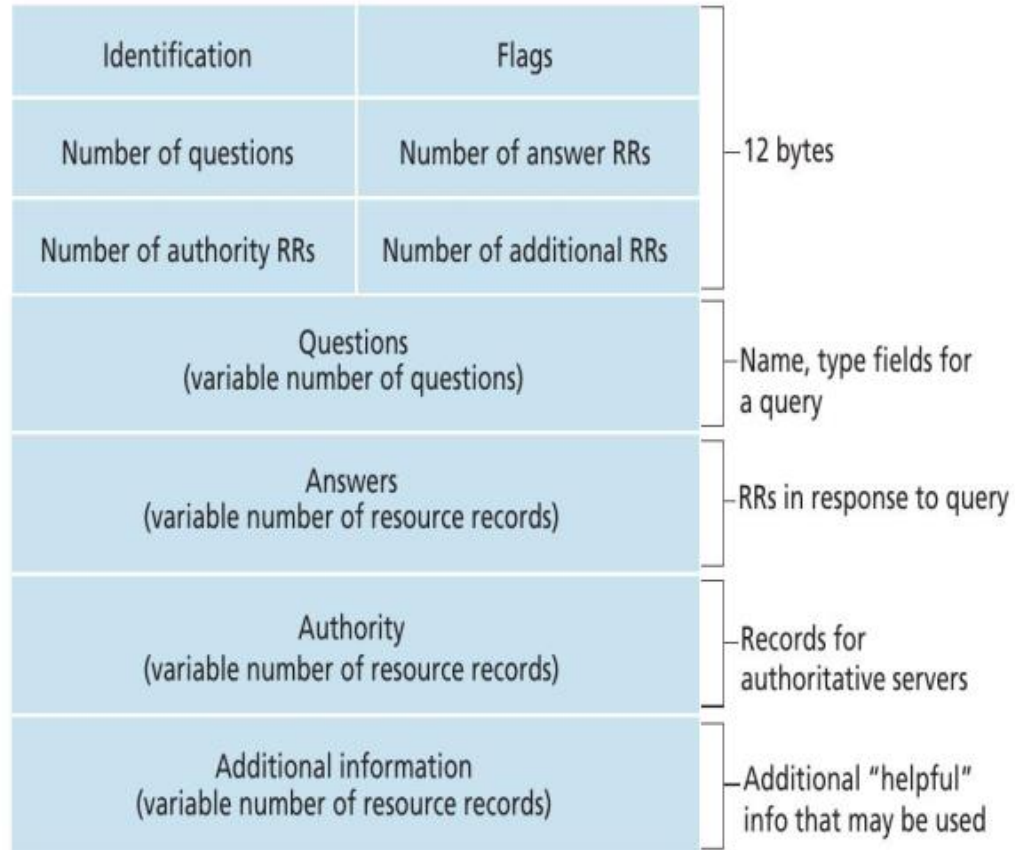 Identification
Flags
Number of questions
Number of answer RRs
12 bytes
Number of authority RRs
Number of additional RRs
Questions
(variable number of questions)
Name, type fields for
a query
Answers
(variable number of resource records)
RRs in response to query
Authority
(variable number of resource records)
Records for
authoritative servers
Additional information
(variable number of resource records)
Additional “helpful”
info that may be used